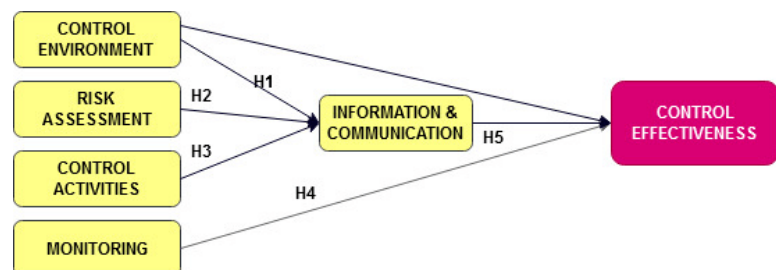 CONTROL
ENVIRONMENT
H1
RISK
ASSESSMENT
H2
INFORMATION &
COMMUNICATION
CONTROL
EFFECTIVENESS
H5
H3
CONTROL
ACTIVITIES
H4
MONITORING